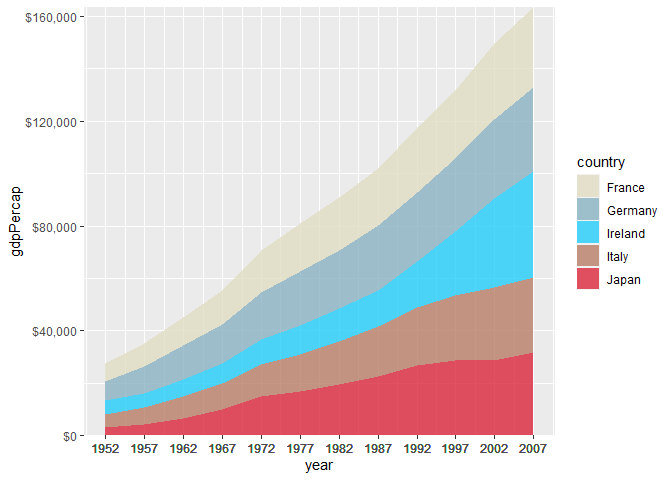 $160,000
$120,000
$80,000
$40,000
$0
gdpPercap
1952 1957 1962 1967 1972 1977 1982 1987 1992 1997 2002 2007
year
country
France
Germany
Ireland
Italy
Japan